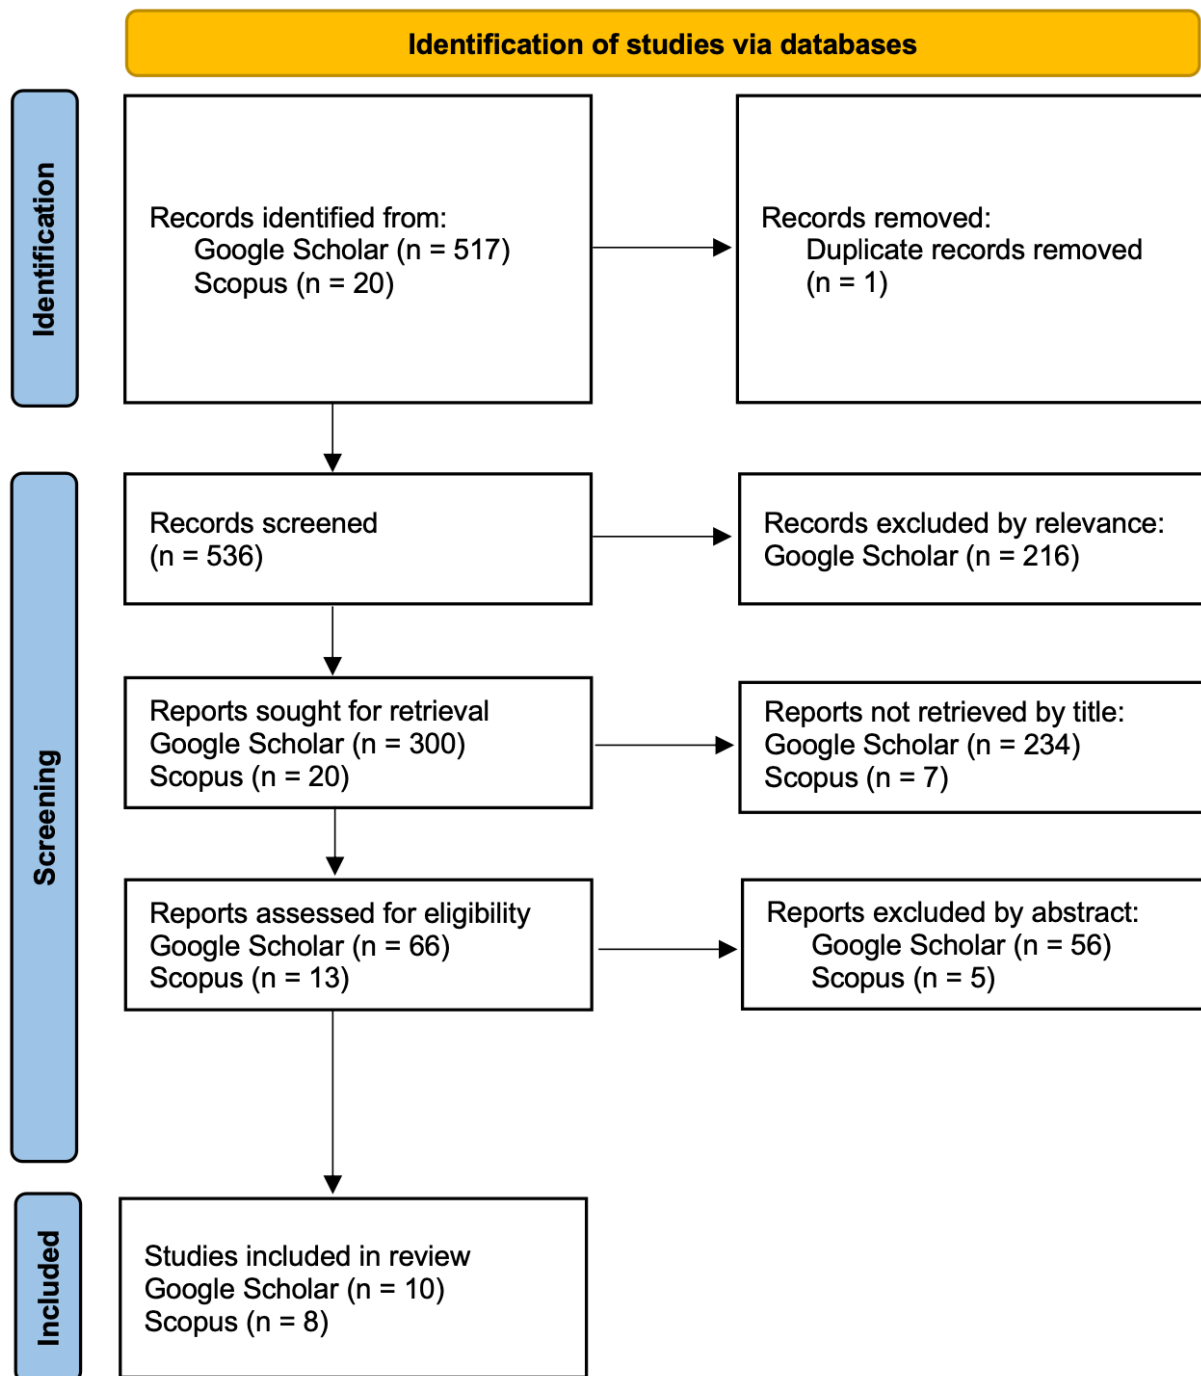 Identification of studies via databases
Identification
Records identified from:
Google Scholar (n = 517)
Scopus (n = 20)
Records removed:
Duplicate records removed
(n = 1)
Screening
Records screened
(n = 536)
Records excluded by relevance:
Google Scholar (n = 216)
Reports sought for retrieval
Google Scholar (n = 300)
Scopus (n = 20)
Reports not retrieved by title:
Google Scholar (n = 234)
Scopus (n = 7)
Reports assessed for eligibility
Google Scholar (n = 66)
Scopus (n = 13)
Reports excluded by abstract:
Google Scholar (n = 56)
Scopus (n = 5)
Included
Studies included in review
Google Scholar (n = 10)
Scopus (n = 8)